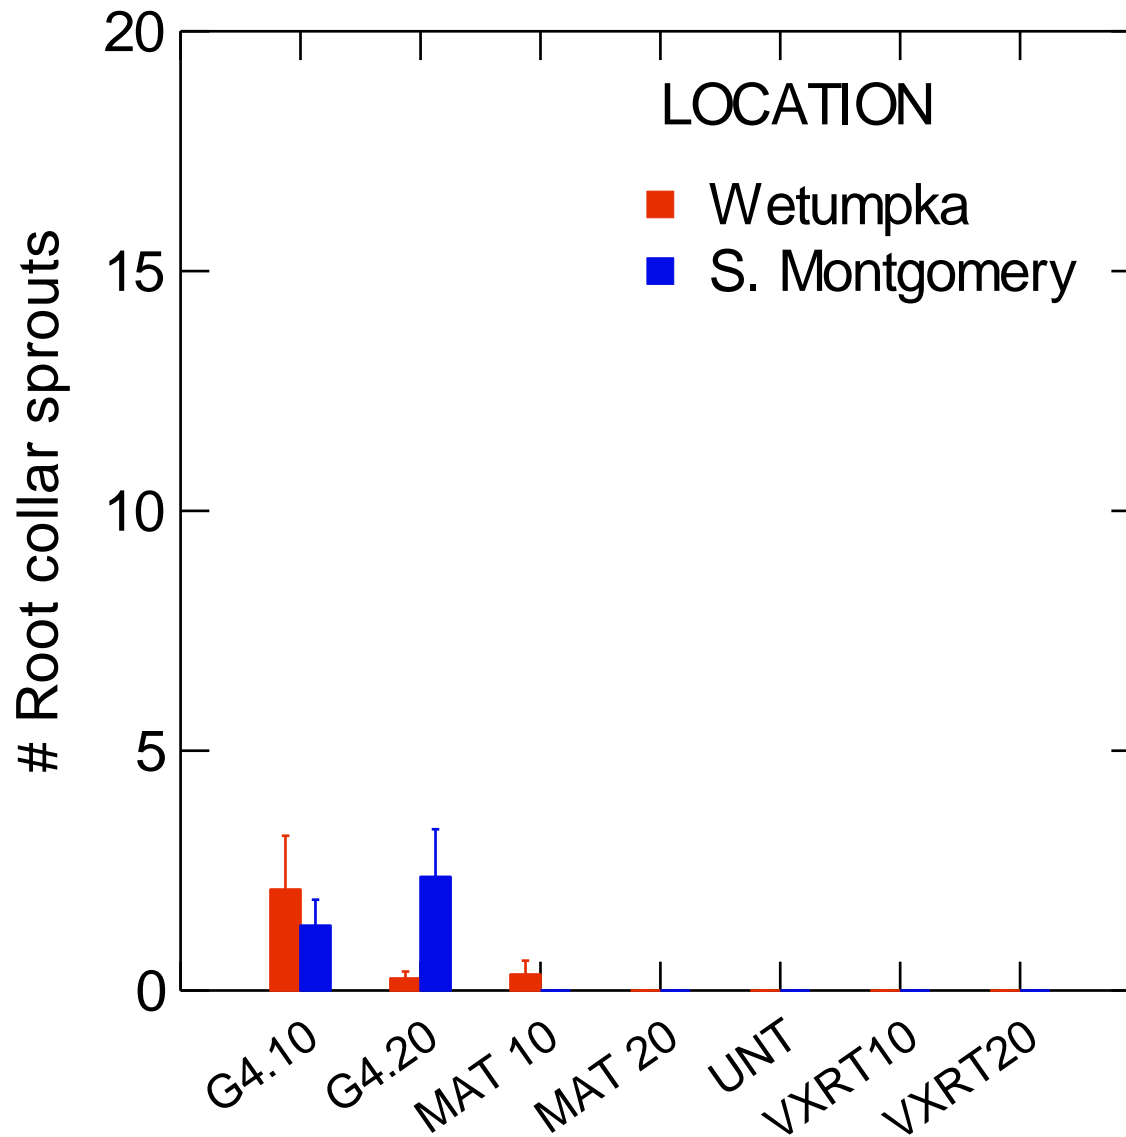 # Root collar sprouts
20
15
10
5
0
LOCATION
Wetumpka
S. Montgomery
G4.10
G4.20
MAT 10
MAT 20
UNT
VXRT10
VXRT20